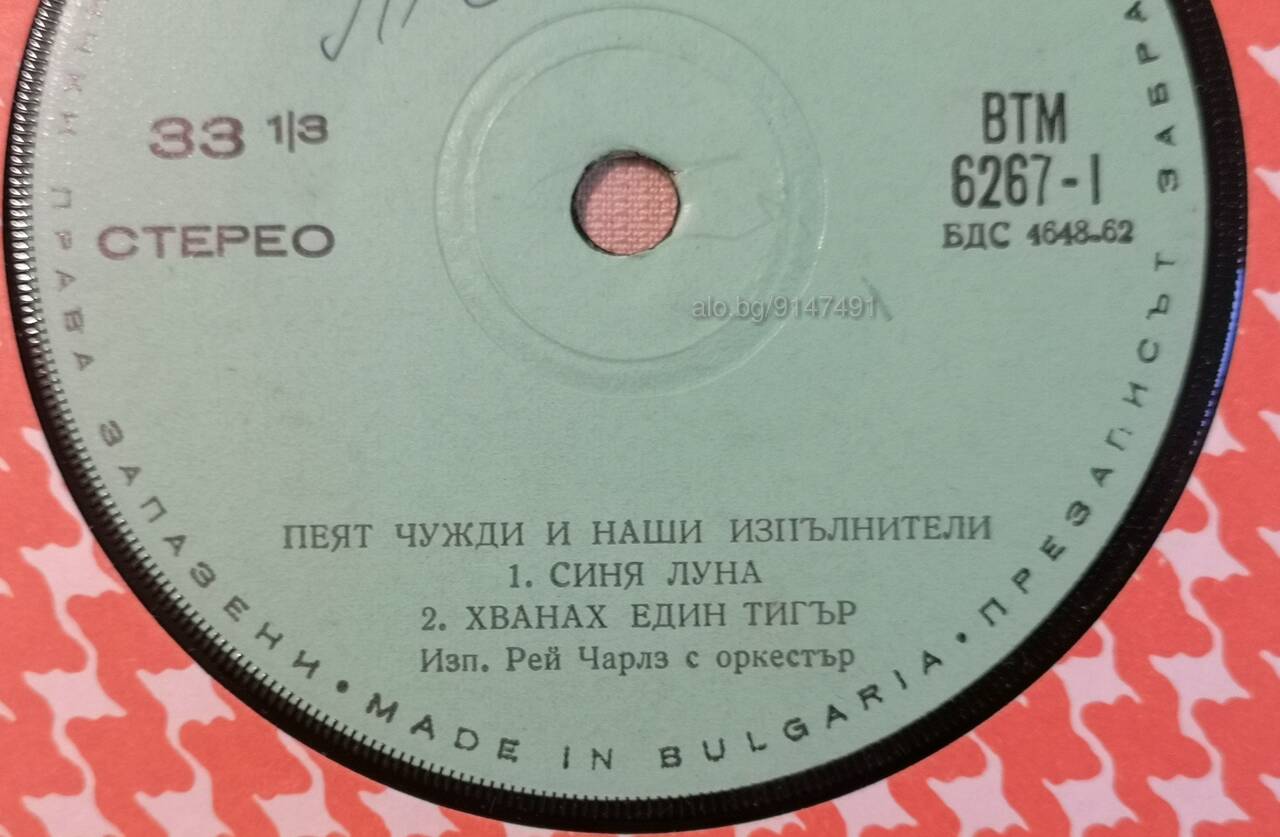 33 1/3
СТЕРЕО
ВТМ
6267-I
БДС 4648-62
alo.bg/9147491
ПЕЯТ ЧУЖДИ И НАШИ ИЗПЪЛНИТЕЛИ
1. СИНЯ ЛУНА
2. ХВАНАХ ЕДИН ТИГЪР
Изп. Рей Чарлз с оркестър
ПРАВА ЗАПАЗЕНИ • MADE IN BULGARIA • ПРЕЗАПИСЪТ